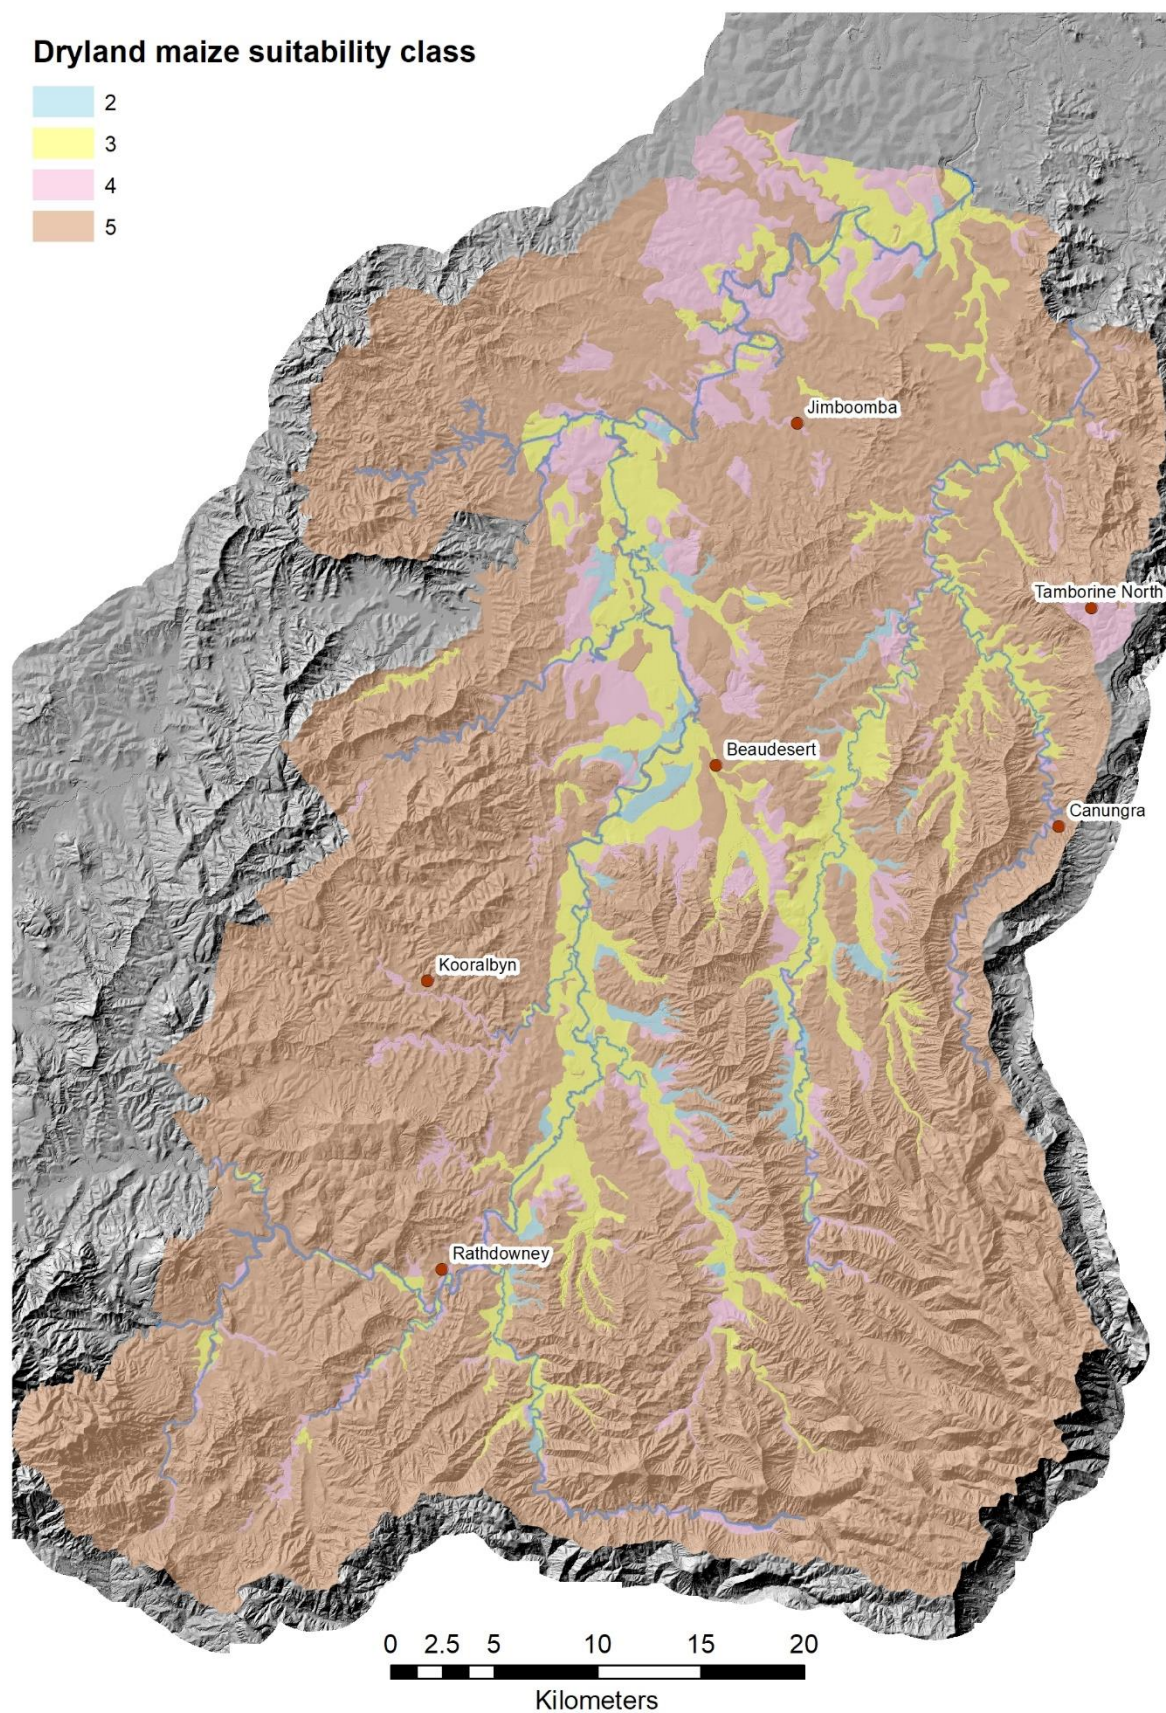 Dryland maize suitability class
2
3
4
5
Jimboomba
Tamborine North
Beaudesert
Canungra
Kooralbyn
Rathdowney
0 2.5 5 10 15 20
Kilometers